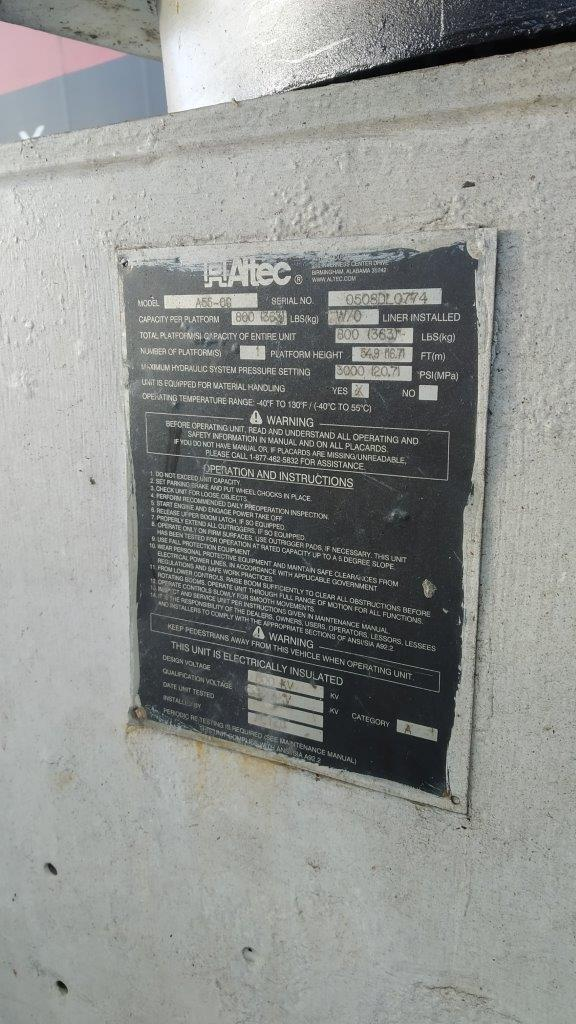 Altec®
INVERNESS CENTER DRIVE
BIRMINGHAM, ALABAMA 35242
WWW.ALTEC.COM
MODEL SERIAL NO. 0508DL0774
CAPACITY PER PLATFORM 800 (363) LBS(kg) W/O LINER INSTALLED
TOTAL PLATFORM(S) CAPACITY OF ENTIRE UNIT 800 (363) LBS(kg)
NUMBER OF PLATFORM(S) 1 PLATFORM HEIGHT 54.9 (16.7) FT(m)
MAXIMUM HYDRAULIC SYSTEM PRESSURE SETTING 3000 (20.7) PSI(MPa)
UNIT IS EQUIPPED FOR MATERIAL HANDLING YES X NO
OPERATING TEMPERATURE RANGE: -40°F TO 130°F / (-40°C TO 55°C)
WARNING
BEFORE OPERATING UNIT, READ AND UNDERSTAND ALL OPERATING AND
SAFETY INFORMATION IN MANUAL AND ON ALL PLACARDS.
IF YOU DO NOT HAVE MANUAL OR, IF PLACARDS ARE MISSING/UNREADABLE,
PLEASE CALL 1-877-462-5832 FOR ASSISTANCE.
OPERATION AND INSTRUCTIONS
1. DO NOT EXCEED UNIT CAPACITY.
2. SET PARKING BRAKE AND PUT WHEEL CHOCKS IN PLACE.
3. CHECK UNIT FOR LOOSE OBJECTS.
4. PERFORM RECOMMENDED DAILY PREOPERATION INSPECTION.
5. START ENGINE AND ENGAGE POWER TAKE OFF.
6. RELEASE UPPER BOOM LATCH, IF SO EQUIPPED.
7. PROPERLY EXTEND ALL OUTRIGGERS, IF SO EQUIPPED.
8. OPERATE ONLY ON FIRM SURFACES, USE OUTRIGGER PADS, IF NECESSARY. THIS UNIT
HAS BEEN TESTED FOR OPERATION AT RATED CAPACITY UP TO A 5 DEGREE SLOPE
9. USE FALL PROTECTION EQUIPMENT.
10. WEAR PERSONAL PROTECTIVE EQUIPMENT AND MAINTAIN SAFE CLEARANCES FROM
ELECTRICAL POWER LINES, IN ACCORDANCE WITH APPLICABLE GOVERNMENT
REGULATIONS AND SAFE WORK PRACTICES.
11. FROM LOWER CONTROLS, RAISE BOOM SUFFICIENTLY TO CLEAR ALL OBSTRUCTIONS BEFORE
ROTATING BOOMS, OPERATE UNIT THROUGH FULL RANGE OF MOTION FOR ALL FUNCTIONS.
12. OPERATE CONTROLS SLOWLY FOR SMOOTH MOVEMENTS.
13. INSPECT AND SERVICE UNIT PER INSTRUCTIONS GIVEN IN MAINTENANCE MANUAL.
14. IT IS THE RESPONSIBILITY OF THE DEALERS, OWNERS, USERS, OPERATORS, LESSORS, LESSEES
AND INSTALLERS TO COMPLY WITH THE APPROPRIATE SECTIONS OF ANSI/SIA A92.2
WARNING
KEEP PEDESTRIANS AWAY FROM THIS VEHICLE WHEN OPERATING UNIT.
THIS UNIT IS ELECTRICALLY INSULATED
DESIGN VOLTAGE KV KV
QUALIFICATION VOLTAGE KV
DATE UNIT TESTED CATEGORY A
INSTALLED BY
PERIODIC RE-TESTING IS REQUIRED (SEE MAINTENANCE MANUAL)
THIS UNIT COMPLIES WITH ANSI/SIA A92.2